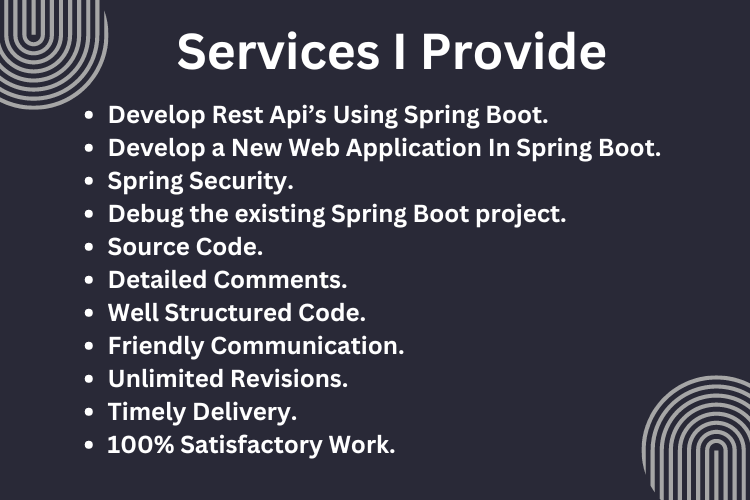 Services I Provide
• Develop Rest Api’s Using Spring Boot.
• Develop a New Web Application In Spring Boot.
• Spring Security.
• Debug the existing Spring Boot project.
• Source Code.
• Detailed Comments.
• Well Structured Code.
• Friendly Communication.
• Unlimited Revisions.
• Timely Delivery.
• 100% Satisfactory Work.